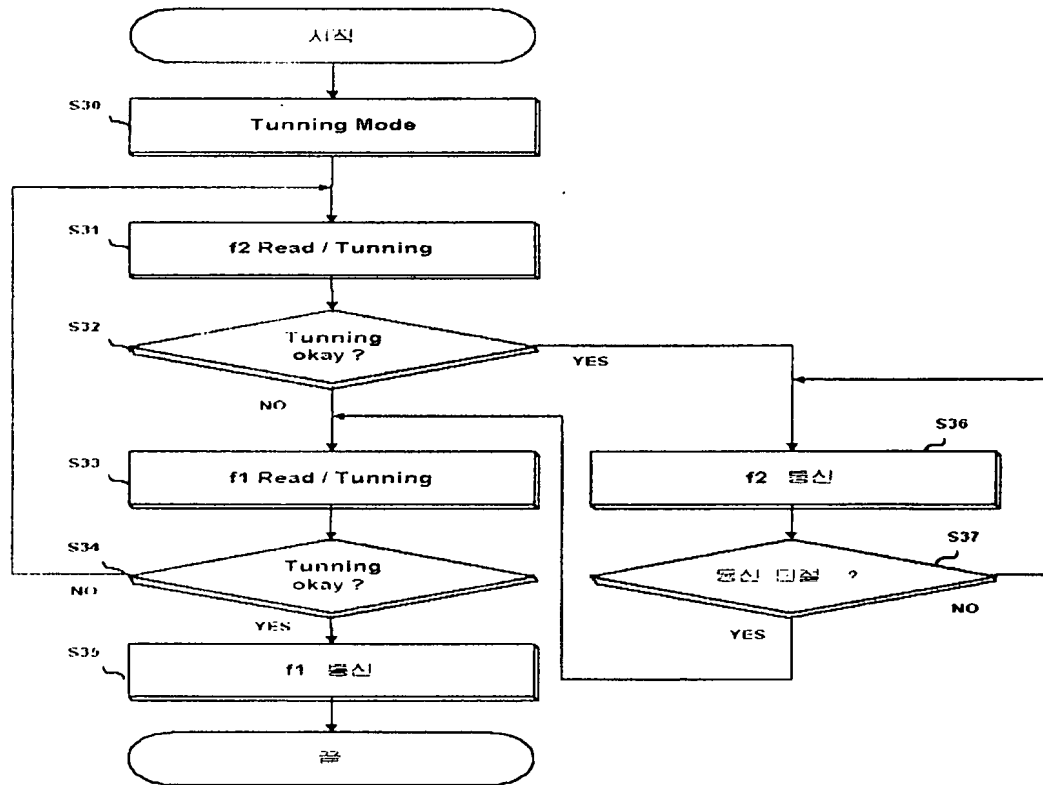 시작
S30
Tunning Mode
S31
f2 Read / Tunning
S32
Tunning
okay ?
YES
NO
S36
S33
f1 Read / Tunning
f2 통신
S34
S37
Tunning
okay ?
통신 단절 ?
NO
NO
YES
YES
S35
f1 통신
끝